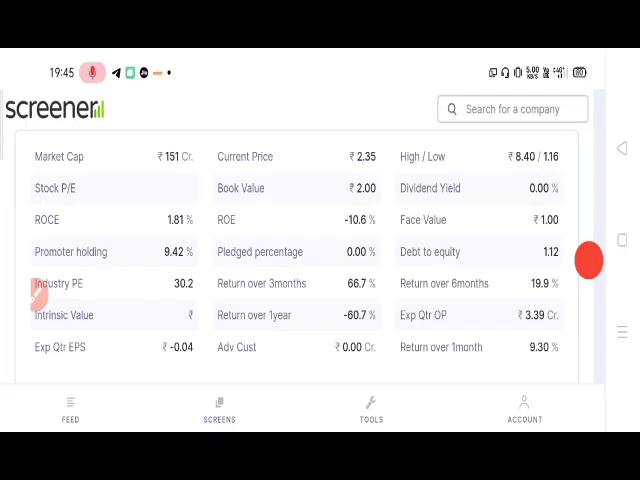 19:45 5.00 KB/S 80
screener Search for a company
Market Cap ₹ 151 Cr. Current Price ₹ 2.35 High / Low ₹ 8.40 / 1.16
Stock P/E Book Value ₹ 2.00 Dividend Yield 0.00 %
ROCE 1.81 % ROE -10.6 % Face Value ₹ 1.00
Promoter holding 9.42 % Pledged percentage 0.00 % Debt to equity 1.12
Industry PE 30.2 Return over 3months 66.7 % Return over 6months 19.9 %
Intrinsic Value ₹ Return over 1year -60.7 % Exp Qtr OP ₹ 3.39 Cr.
Exp Qtr EPS ₹ -0.04 Adv Cust ₹ 0.00 Cr. Return over 1month 9.30 %
FEED SCREENS TOOLS ACCOUNT